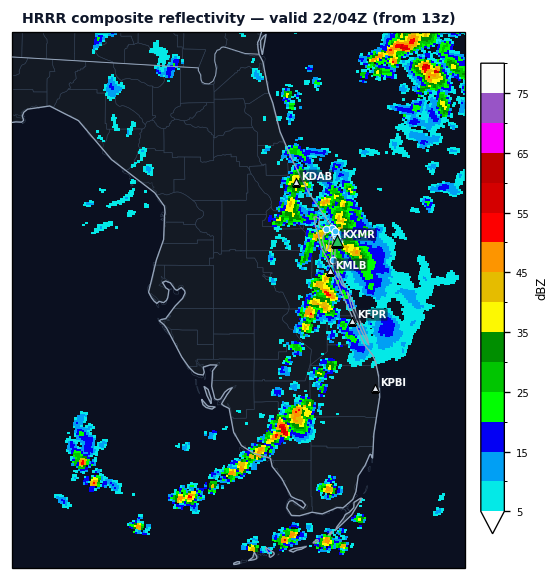 HRRR composite reflectivity — valid 22/04Z (from 13z)
KDAB
KXMR
KMLB
KFPR
KPBI
75
65
55
45
35
25
15
5
dBZ